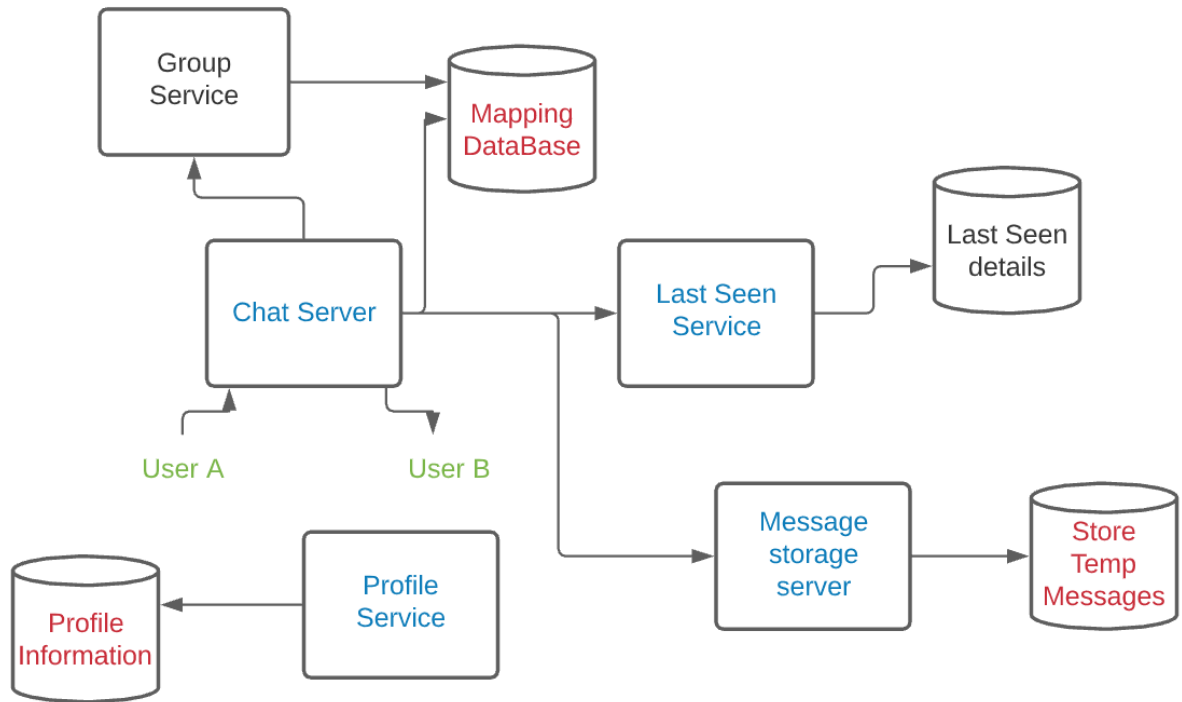 Group
Service
Mapping
DataBase
Last Seen
details
Chat Server
Last Seen
Service
User A
User B
Message
storage
server
Store
Temp
Messages
Profile
Service
Profile
Information